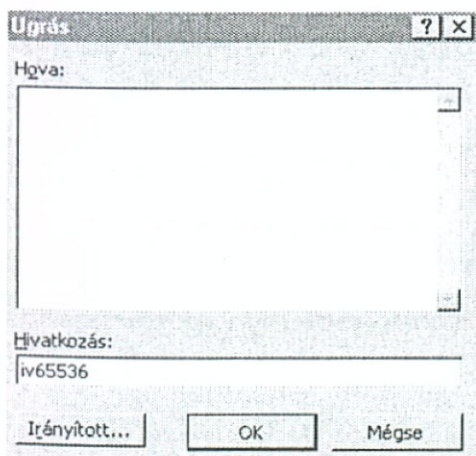 Ugrás
Hova:
Hivatkozás:
iv65536
Irányított...
OK
Mégse